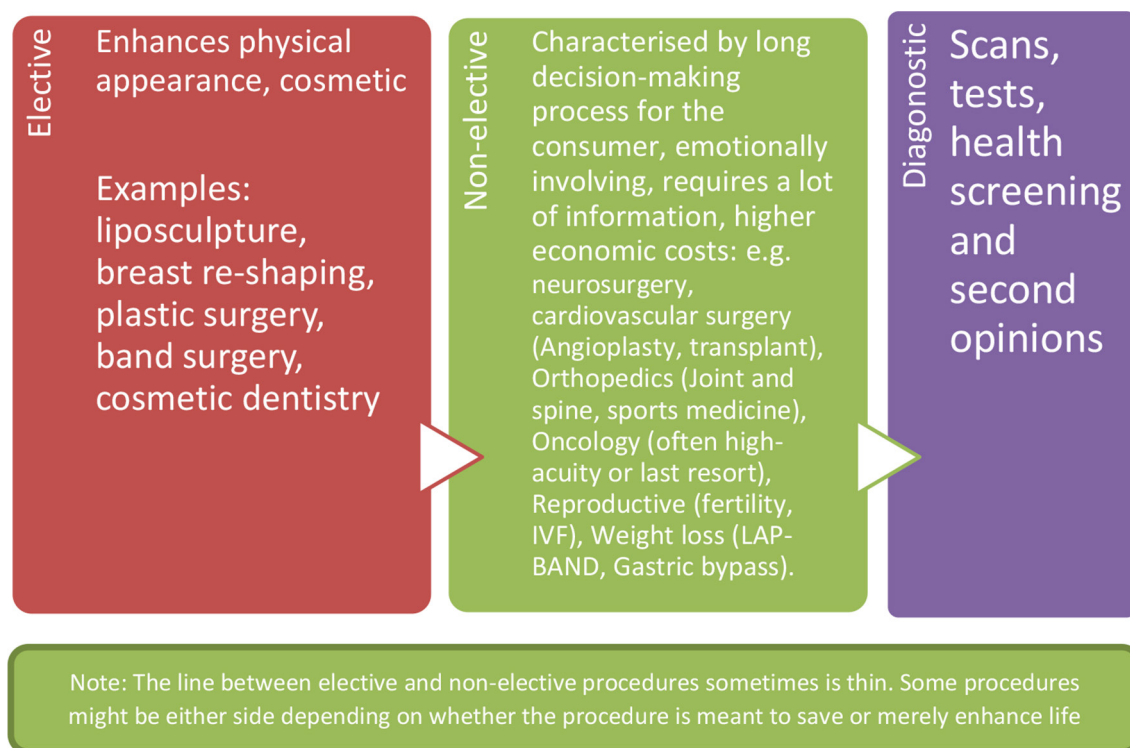 Elective
Enhances physical
appearance, cosmetic
Examples:
liposculpture,
breast re-shaping,
plastic surgery,
band surgery,
cosmetic dentistry
Non-elective
Characterised by long
decision-making
process for the
consumer, emotionally
involving, requires a lot
of information, higher
economic costs: e.g.
neurosurgery,
cardiovascular surgery
(Angioplasty, transplant),
Orthopedics (Joint and
spine, sports medicine),
Oncology (often high-
acuity or last resort),
Reproductive (fertility,
IVF), Weight loss (LAP-
BAND, Gastric bypass).
Diagonostic
Scans,
tests,
health
screening
and
second
opinions
Note: The line between elective and non-elective procedures sometimes is thin. Some procedures
might be either side depending on whether the procedure is meant to save or merely enhance life